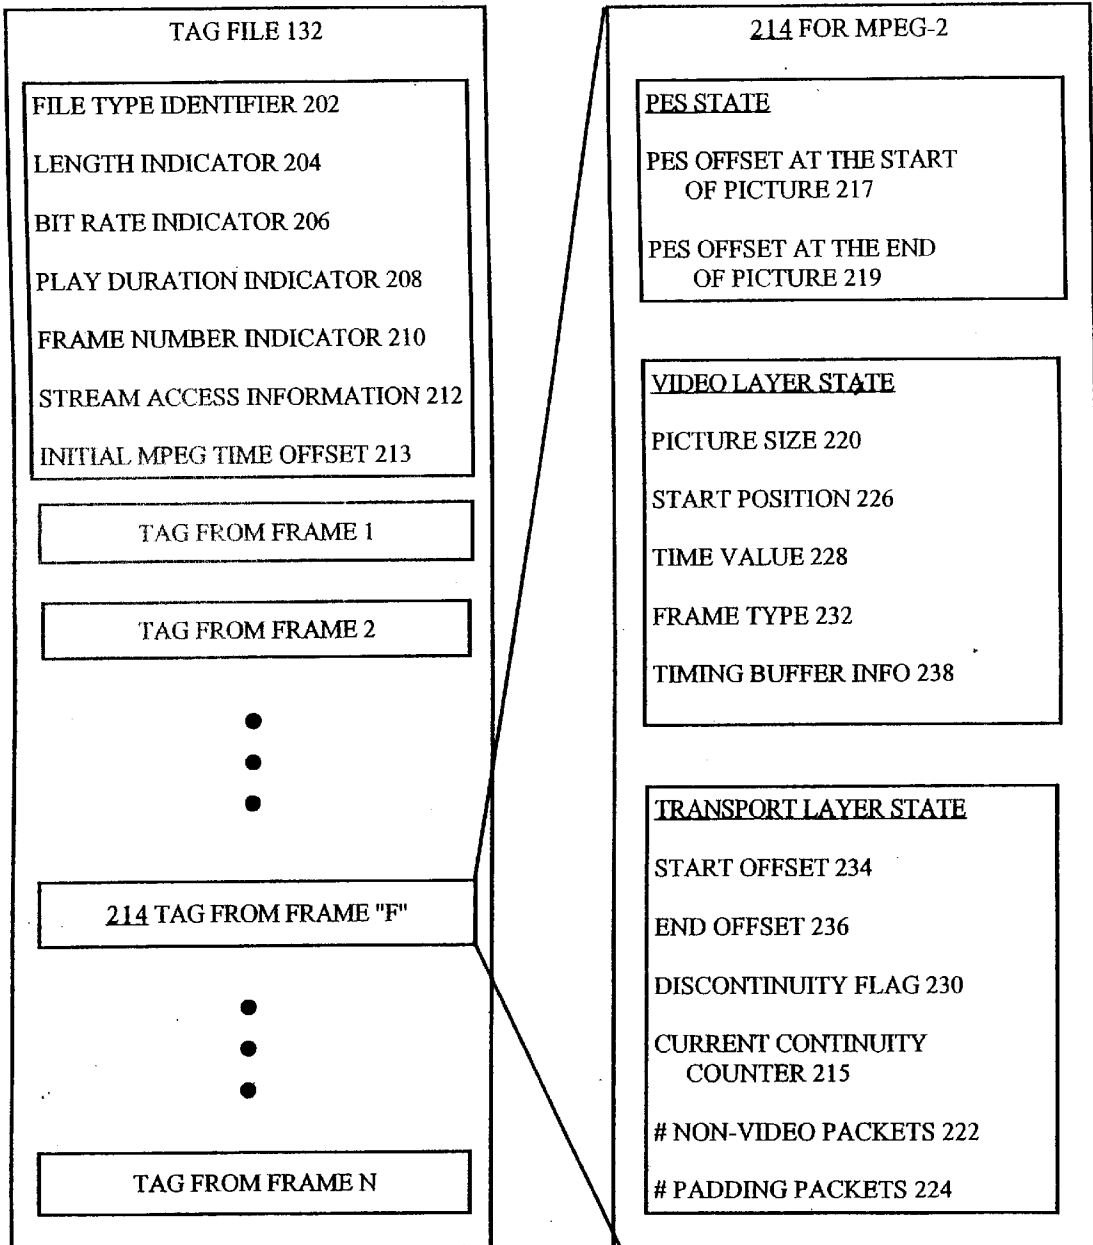 TAG FILE 132
FILE TYPE IDENTIFIER 202
LENGTH INDICATOR 204
BIT RATE INDICATOR 206
PLAY DURATION INDICATOR 208
FRAME NUMBER INDICATOR 210
STREAM ACCESS INFORMATION 212
INITIAL MPEG TIME OFFSET 213
TAG FROM FRAME 1
TAG FROM FRAME 2
214 TAG FROM FRAME "F"
TAG FROM FRAME N
214 FOR MPEG-2
PES STATE
PES OFFSET AT THE START
OF PICTURE 217
PES OFFSET AT THE END
OF PICTURE 219
VIDEO LAYER STATE
PICTURE SIZE 220
START POSITION 226
TIME VALUE 228
FRAME TYPE 232
TIMING BUFFER INFO 238
TRANSPORT LAYER STATE
START OFFSET 234
END OFFSET 236
DISCONTINUITY FLAG 230
CURRENT CONTINUITY
COUNTER 215
# NON-VIDEO PACKETS 222
# PADDING PACKETS 224